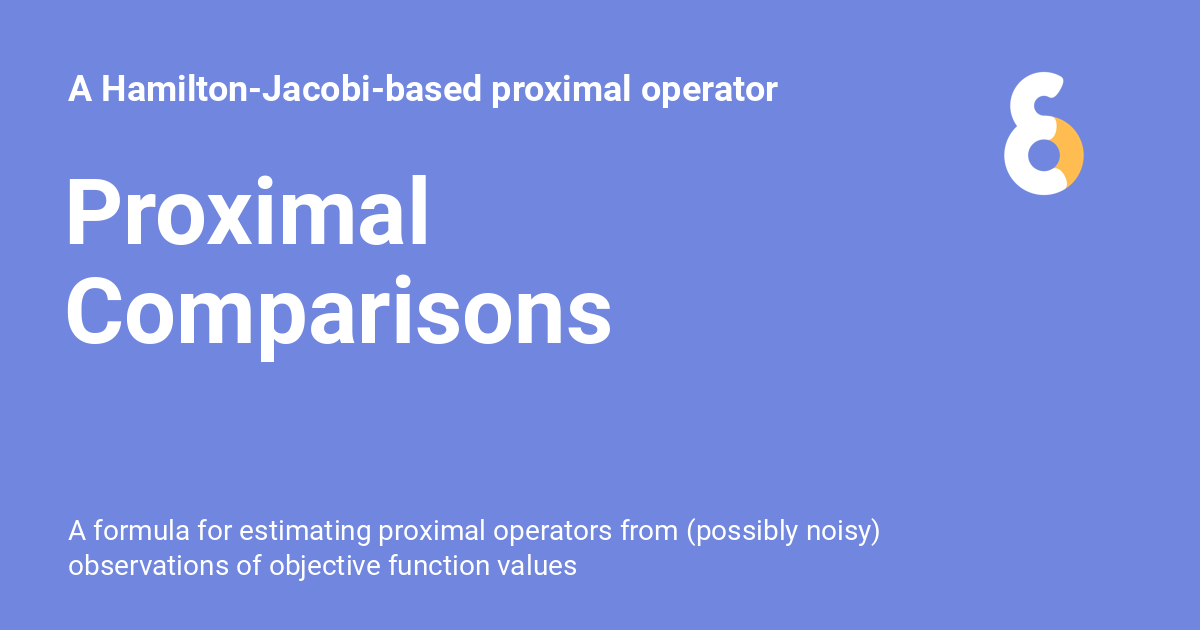 A Hamilton-Jacobi-based proximal operator
Proximal
Comparisons
A formula for estimating proximal operators from (possibly noisy)
observations of objective function values